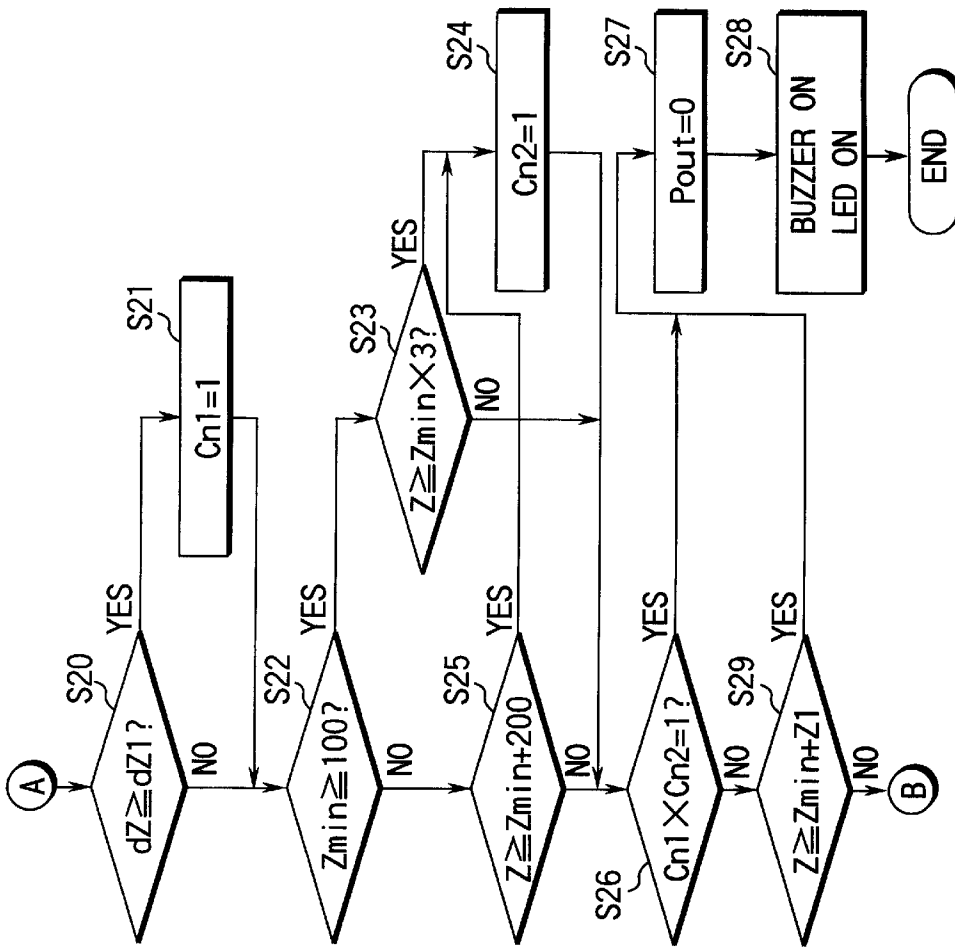 A
S20
dZ≧dZ1?
YES
NO
S21
Cn1=1
S22
Zmin≧100?
YES
NO
S23
Z≧Zmin×3?
YES
NO
S24
Cn2=1
S25
Z≧Zmin+200
YES
NO
S26
Cn1×Cn2=1?
YES
NO
S27
Pout=0
S28
BUZZER ON
LED ON
END
S29
Z≧Zmin+Z1
YES
NO
B